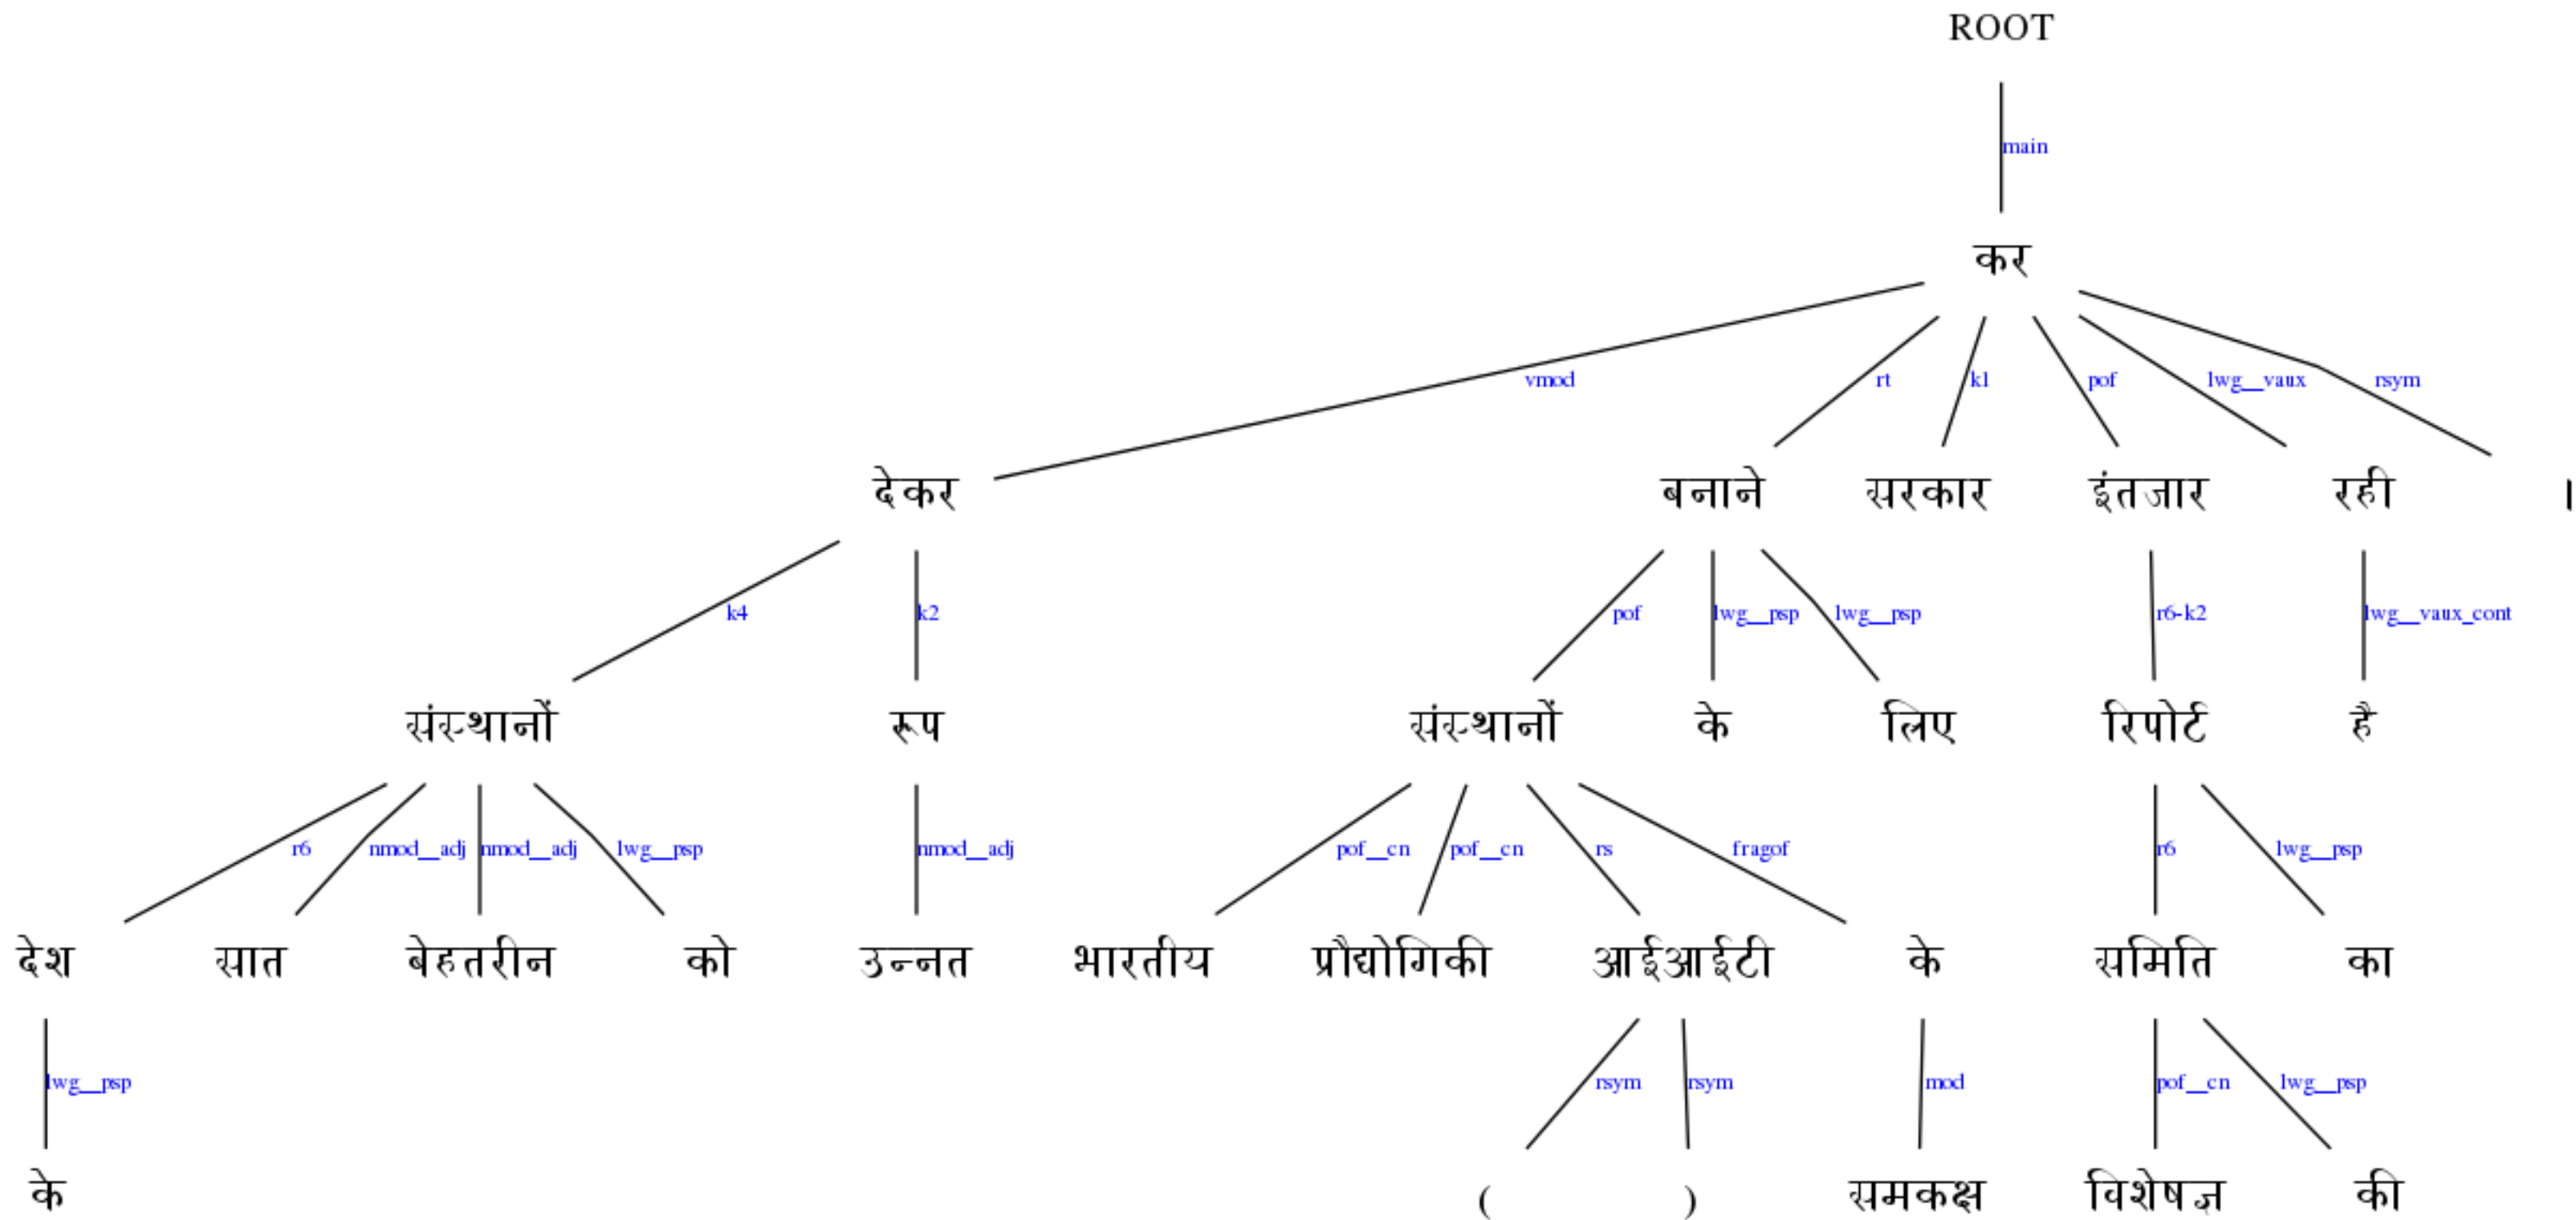 ROOT
main
कर
vmod rt k1 pof lwg__vaux rsym
देकर बनाने सरकार इंतजार रही ।
k4 k2 pof lwg__psp lwg__psp r6-k2 lwg__vaux_cont
संस्थानों रूप संस्थानों के लिए रिपोर्ट है
r6 nmod__adj nmod__adj lwg__psp nmod__adj pof__cn pof__cn rs fragof r6 lwg__psp
देश सात बेहतरीन को उन्नत भारतीय प्रौद्योगिकी आईआईटी के समिति का
lwg__psp rsym rsym mod pof__cn lwg__psp
के ( ) समकक्ष विशेषज्ञ की